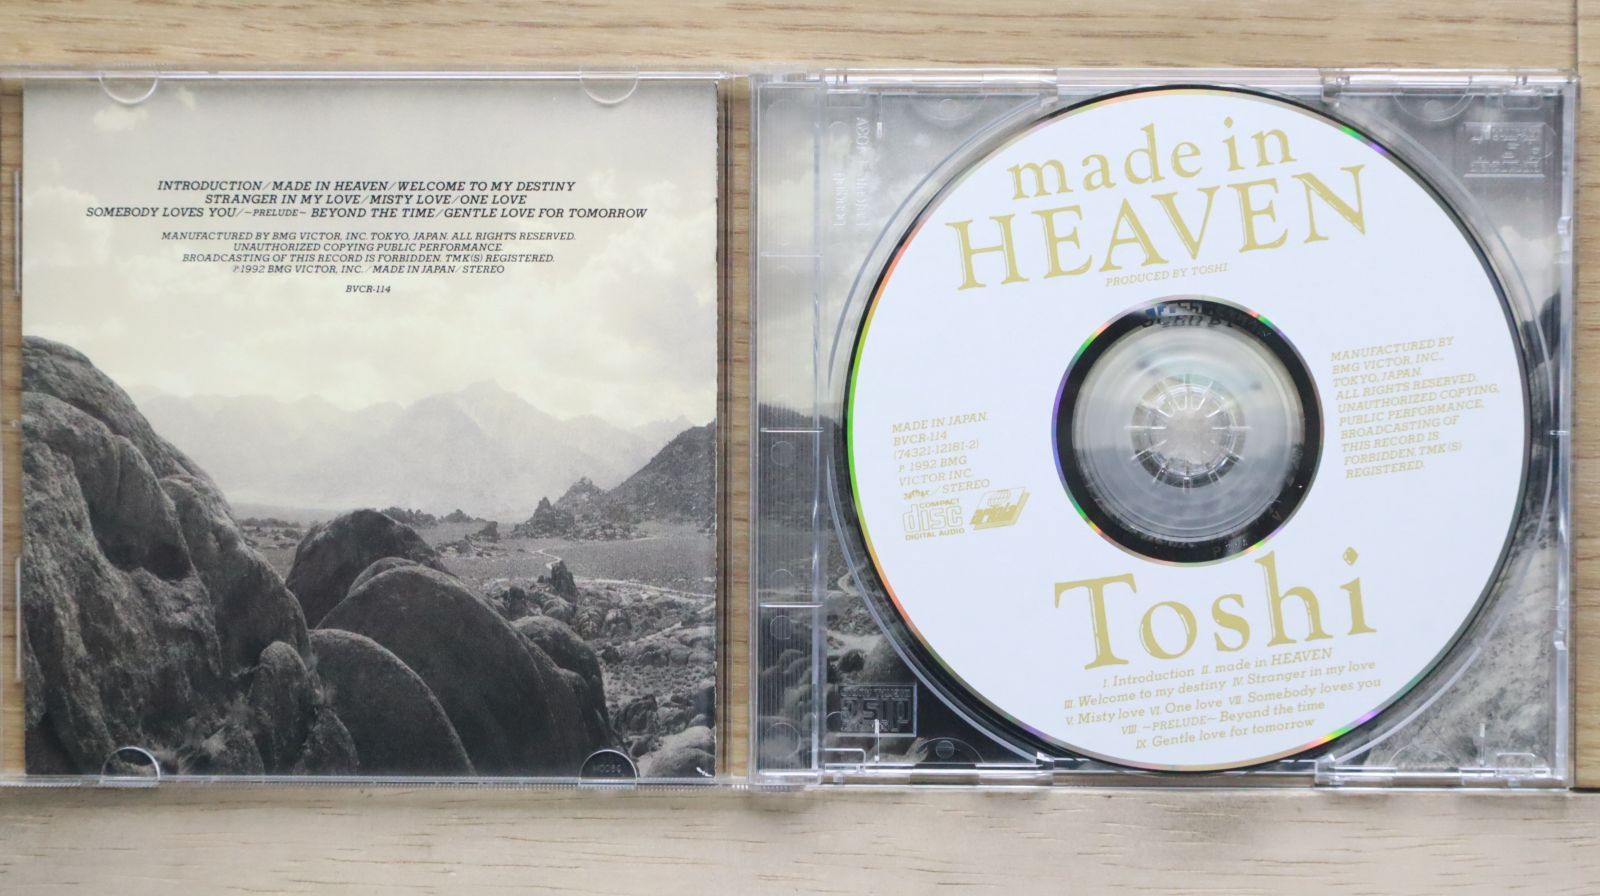 INTRODUCTION/MADE IN HEAVEN/WELCOME TO MY DESTINY
STRANGER IN MY LOVE/MISTY LOVE/ONE LOVE
SOMEBODY LOVES YOU/~PRELUDE~ BEYOND THE TIME/GENTLE LOVE FOR TOMORROW
MANUFACTURED BY BMG VICTOR, INC. TOKYO, JAPAN. ALL RIGHTS RESERVED.
UNAUTHORIZED COPYING PUBLIC PERFORMANCE.
BROADCASTING OF THIS RECORD IS FORBIDDEN. TMK(S) REGISTERED.
℗1992 BMG VICTOR, INC./MADE IN JAPAN/STEREO
BVCR-114
made in
HEAVEN
PRODUCED BY TOSHI
MADE IN JAPAN.
BVCR-114
(74321-12181-2)
℗ 1992 BMG
VICTOR INC.
/STEREO
COMPACT
disc
DIGITAL AUDIO
ariola
MANUFACTURED BY
BMG VICTOR, INC.,
TOKYO, JAPAN.
ALL RIGHTS RESERVED.
UNAUTHORIZED COPYING,
PUBLIC PERFORMANCE,
BROADCASTING OF
THIS RECORD IS
FORBIDDEN, TMK(S)
REGISTERED.
Toshi
I. Introduction II. made in HEAVEN
III. Welcome to my destiny IV. Stranger in my love
V. Misty love VI. One love VII. Somebody loves you
VIII. ~PRELUDE~ Beyond the time
IX. Gentle love for tomorrow